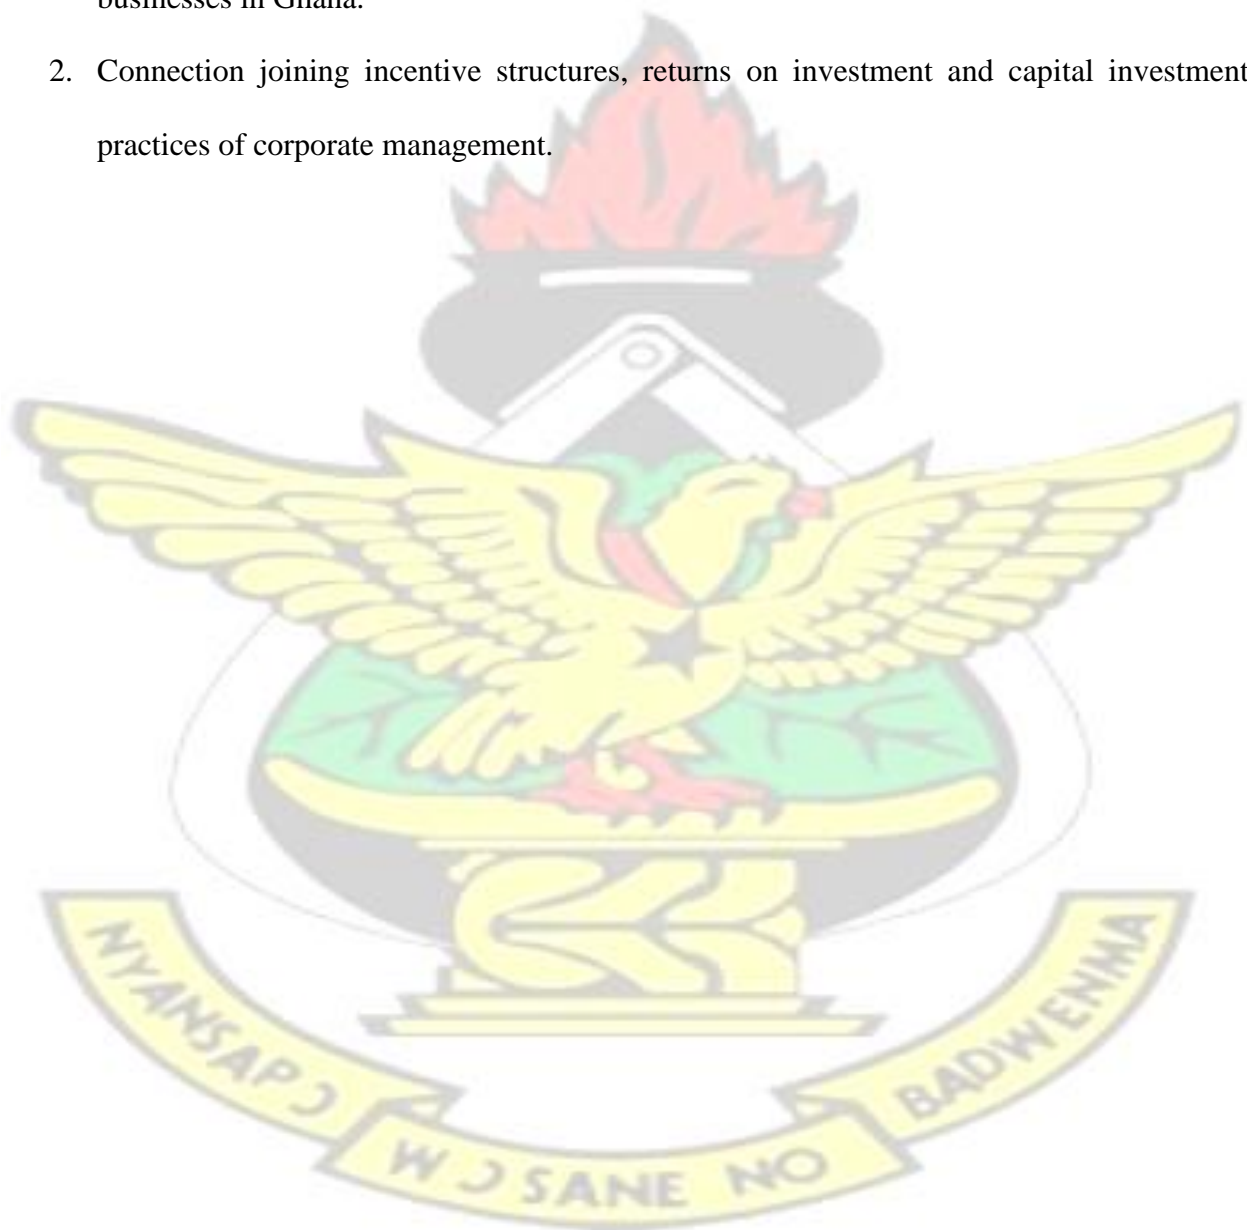 businesses in Ghana.
2. Connection joining incentive structures, returns on investment and capital investment
practices of corporate management.
NYANSAPƆ
WƆSANE NO
BADWENMA